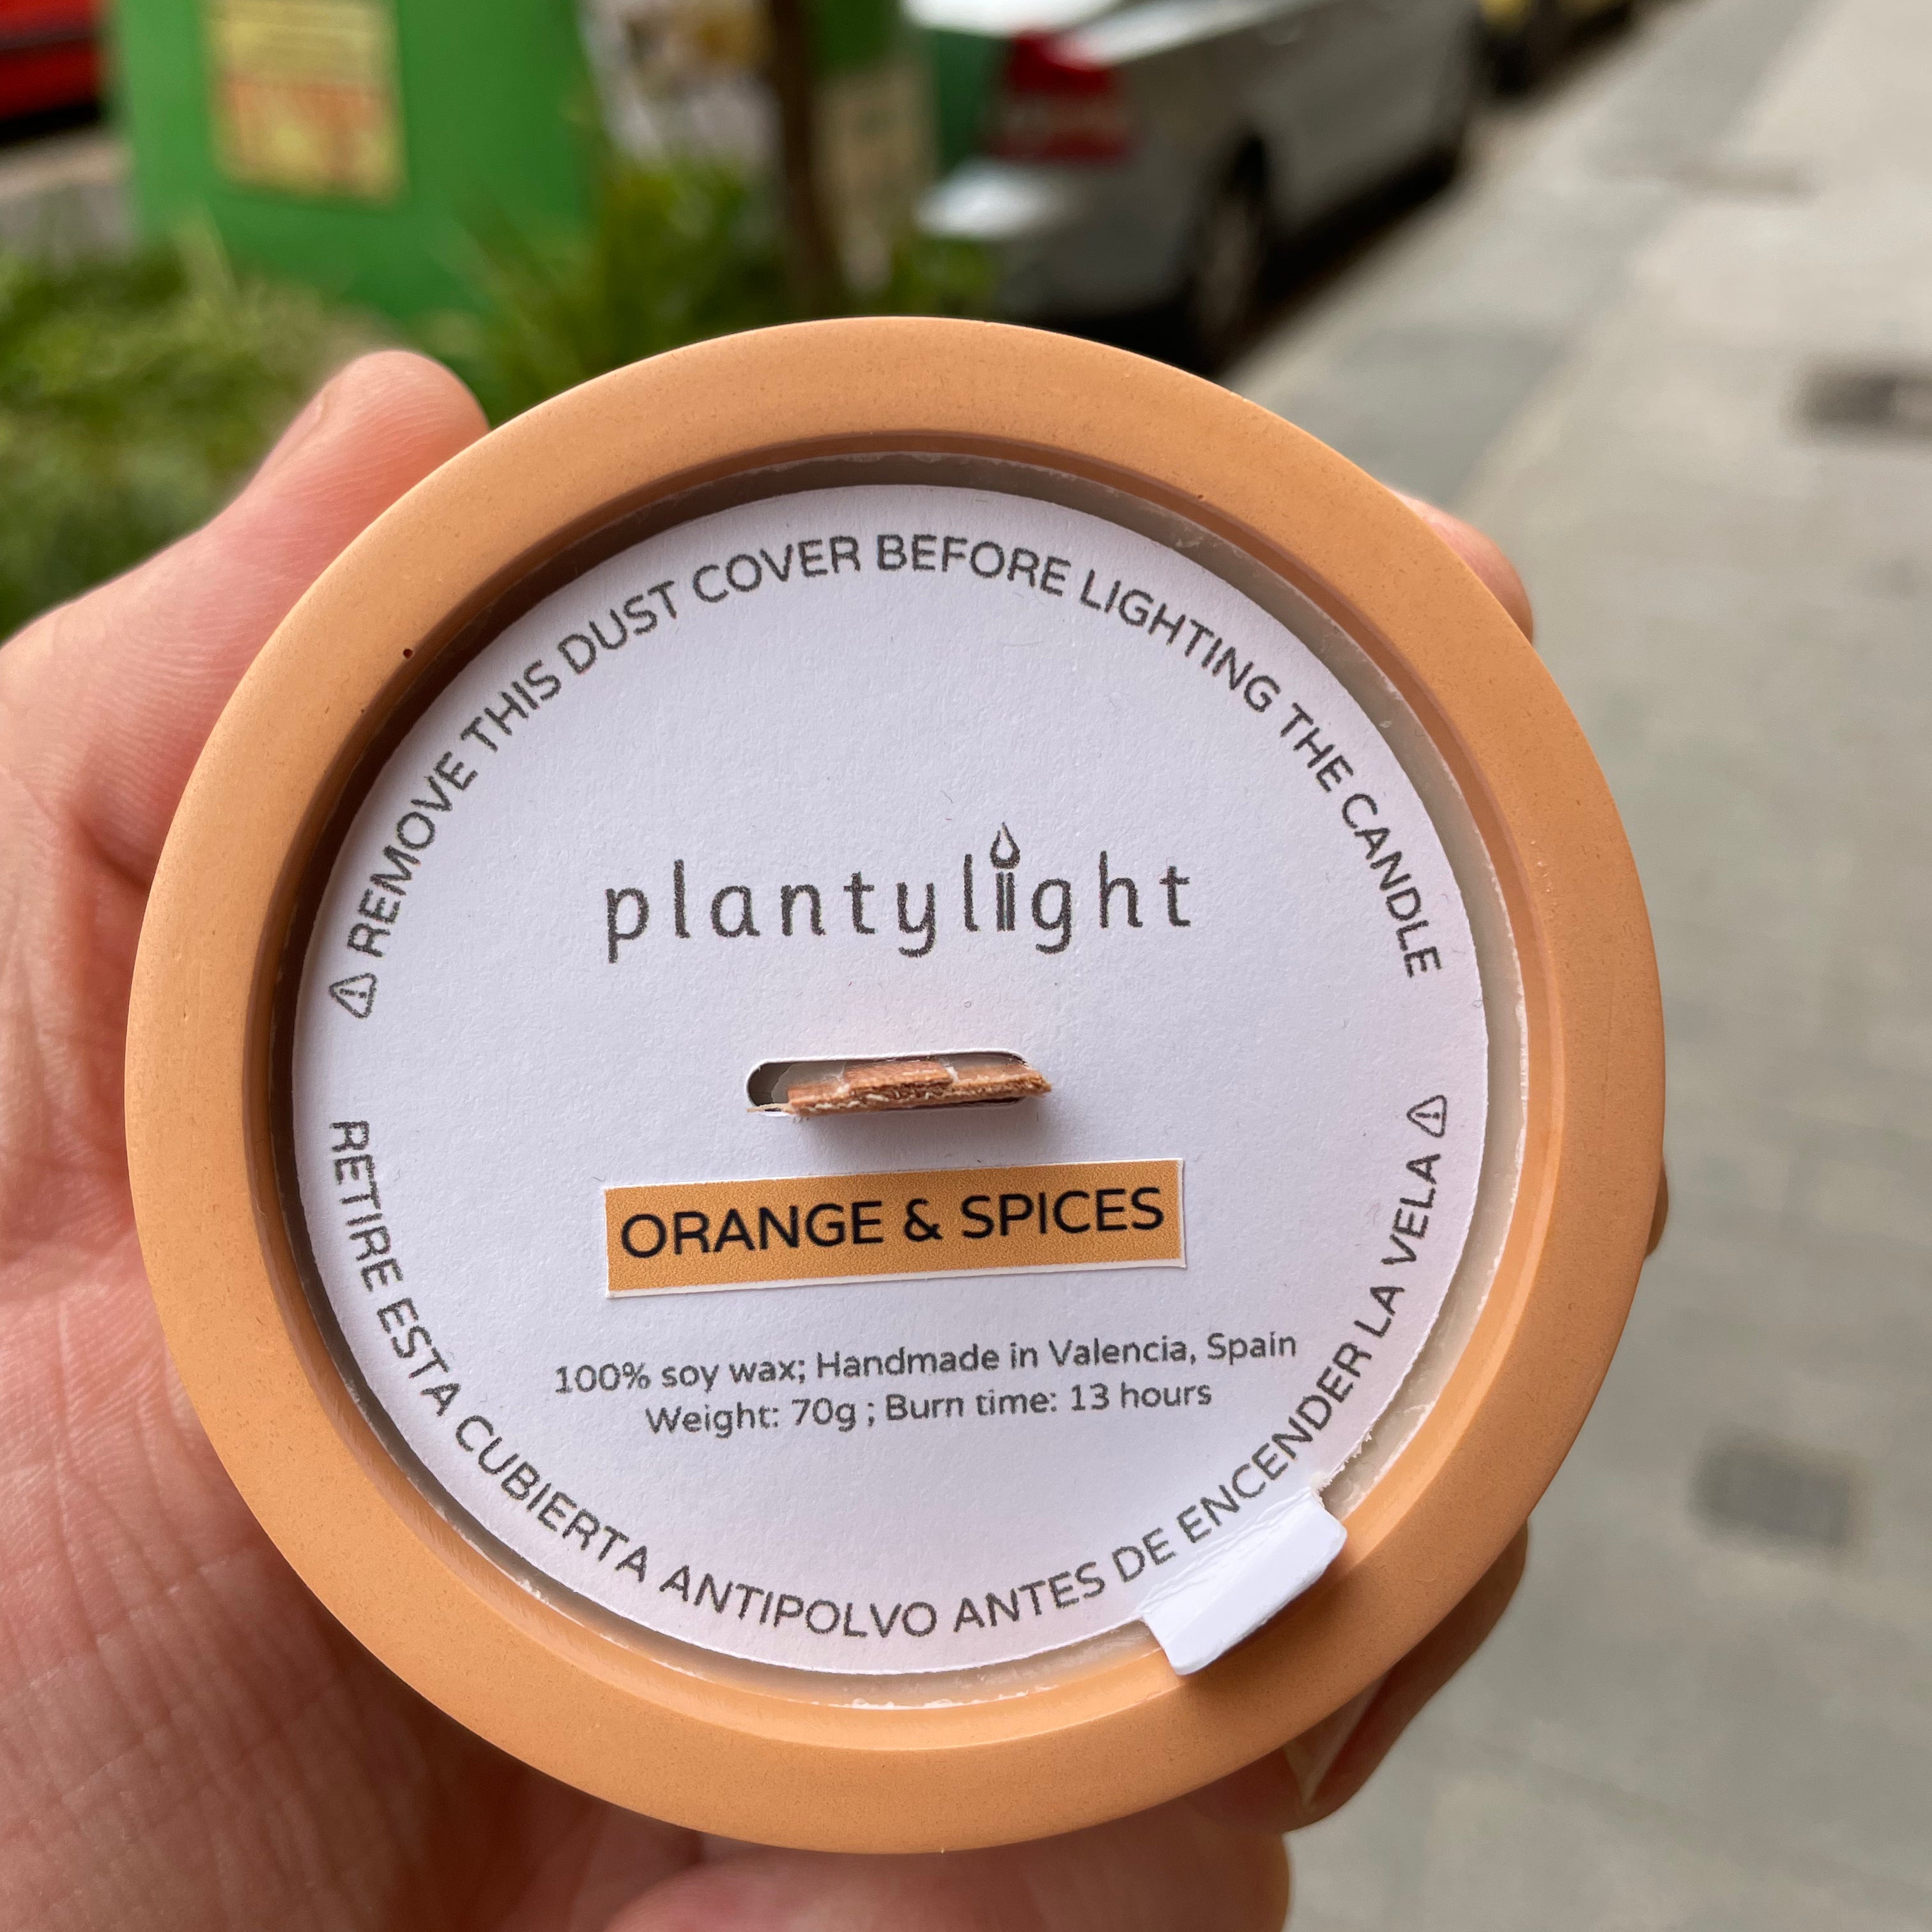 ⚠ REMOVE THIS DUST COVER BEFORE LIGHTING THE CANDLE
plantylight
ORANGE & SPICES
100% soy wax; Handmade in Valencia, Spain
Weight: 70g ; Burn time: 13 hours
RETIRE ESTA CUBIERTA ANTIPOLVO ANTES DE ENCENDER LA VELA ⚠